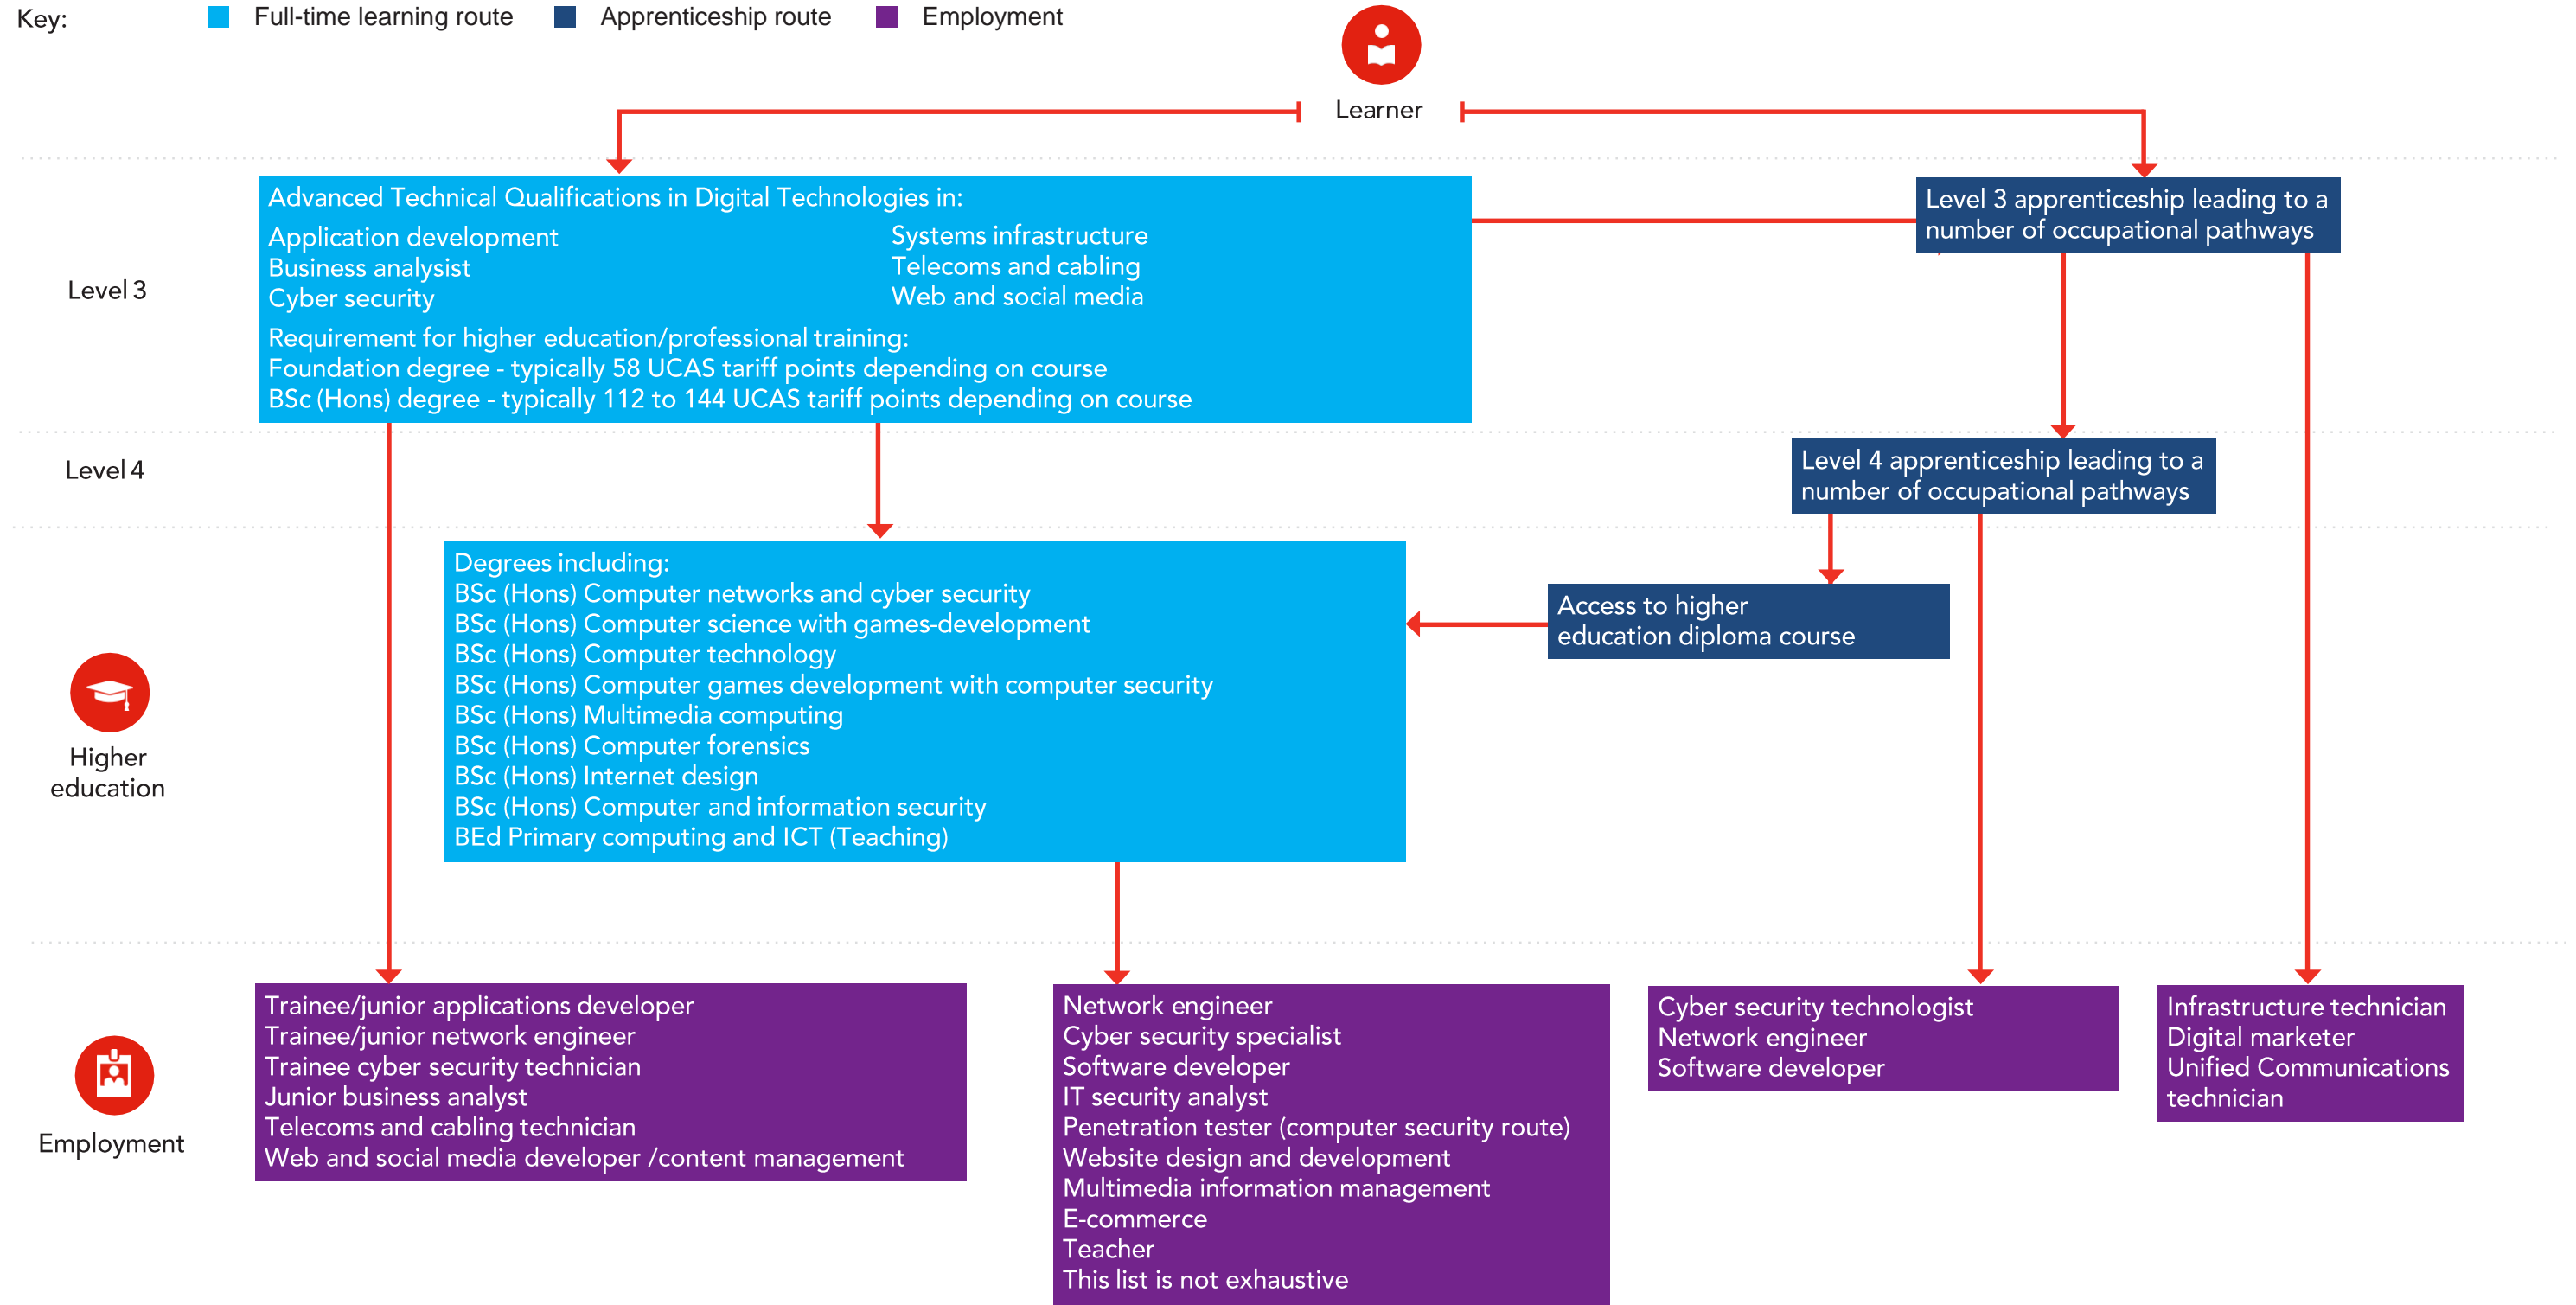 Key:
Full-time learning route
Apprenticeship route
Employment
Learner
Level 3
Advanced Technical Qualifications in Digital Technologies in:
Application development
Business analysist
Cyber security
Systems infrastructure
Telecoms and cabling
Web and social media
Requirement for higher education/professional training:
Foundation degree - typically 58 UCAS tariff points depending on course
BSc (Hons) degree - typically 112 to 144 UCAS tariff points depending on course
Level 3 apprenticeship leading to a
number of occupational pathways
Level 4
Level 4 apprenticeship leading to a
number of occupational pathways
Higher
education
Degrees including:
BSc (Hons) Computer networks and cyber security
BSc (Hons) Computer science with games-development
BSc (Hons) Computer technology
BSc (Hons) Computer games development with computer security
BSc (Hons) Multimedia computing
BSc (Hons) Computer forensics
BSc (Hons) Internet design
BSc (Hons) Computer and information security
BEd Primary computing and ICT (Teaching)
Access to higher
education diploma course
Employment
Trainee/junior applications developer
Trainee/junior network engineer
Trainee cyber security technician
Junior business analyst
Telecoms and cabling technician
Web and social media developer /content management
Network engineer
Cyber security specialist
Software developer
IT security analyst
Penetration tester (computer security route)
Website design and development
Multimedia information management
E-commerce
Teacher
This list is not exhaustive
Cyber security technologist
Network engineer
Software developer
Infrastructure technician
Digital marketer
Unified Communications
technician